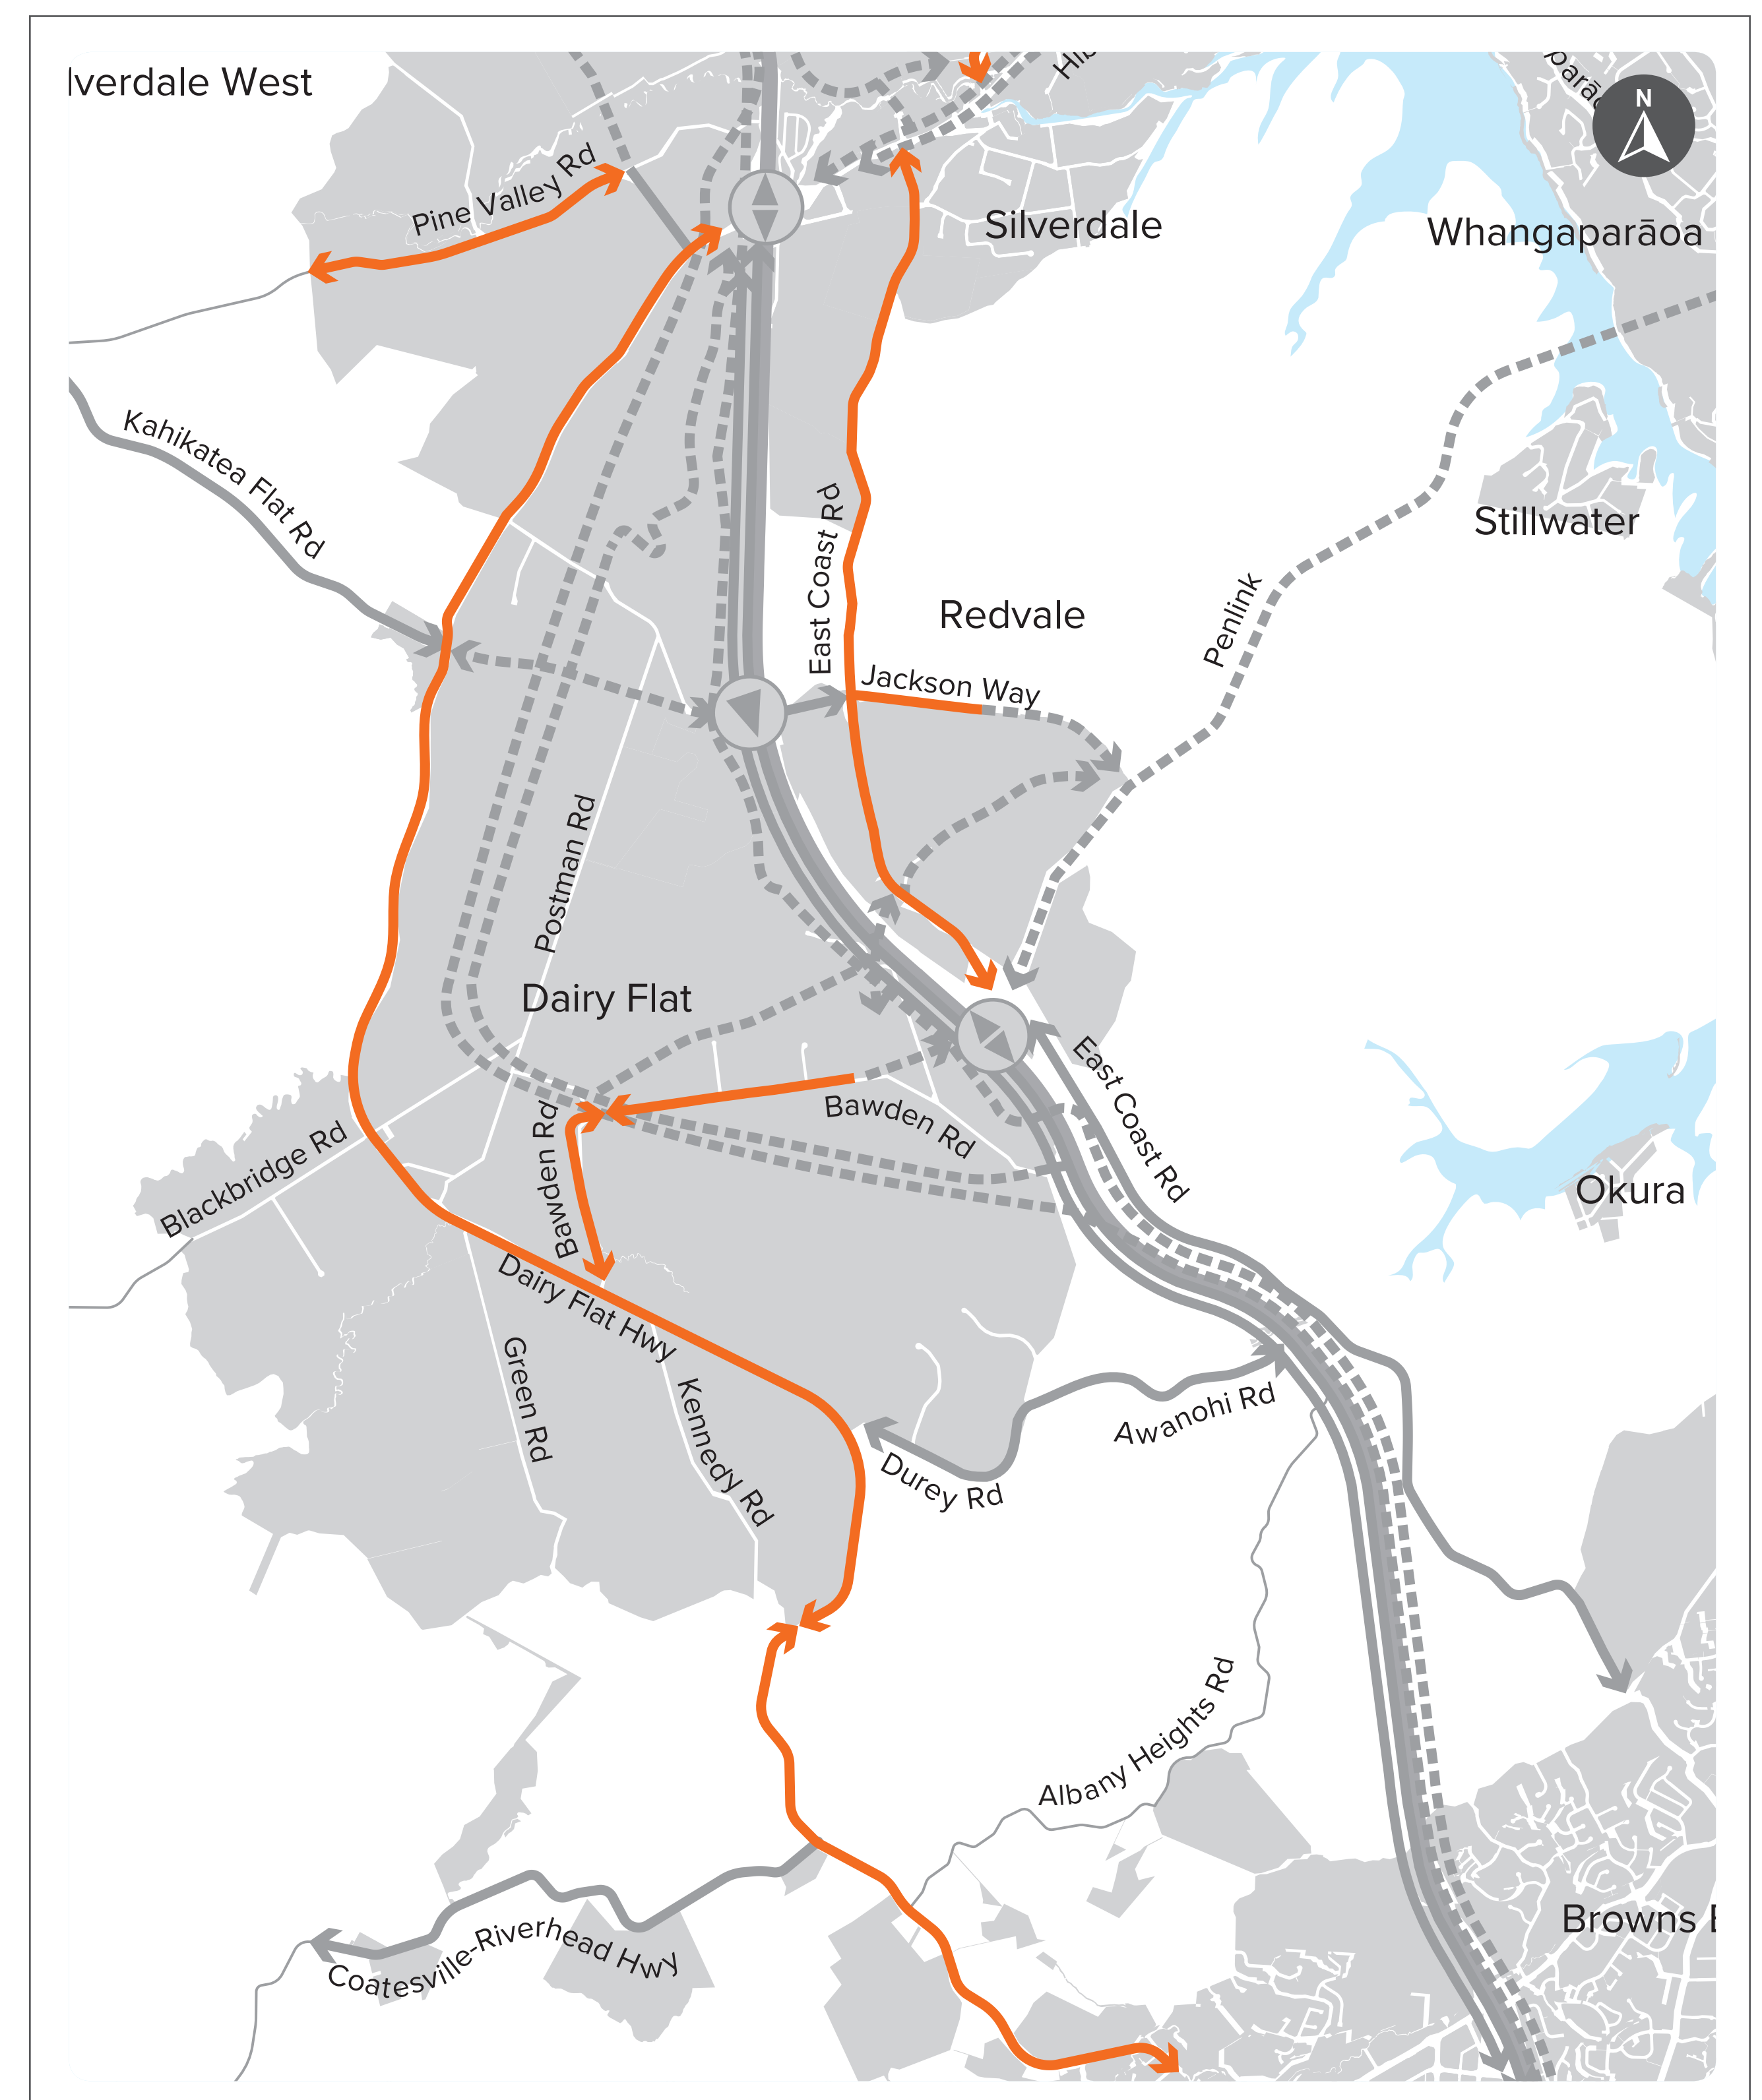 lverdale West
Hib
parāo
N
Pine Valley Rd
Silverdale
Whangaparāoa
Kahikatea Flat Rd
East Coast Rd
Stillwater
Redvale
Penlink
Jackson Way
Postman Rd
Dairy Flat
East Coast Rd
Bawden Rd
Bawden Rd
Blackbridge Rd
Okura
Dairy Flat Hwy
Green Rd
Kennedy Rd
Awanohi Rd
Durey Rd
Albany Heights Rd
Browns
Coatesville-Riverhead Hwy